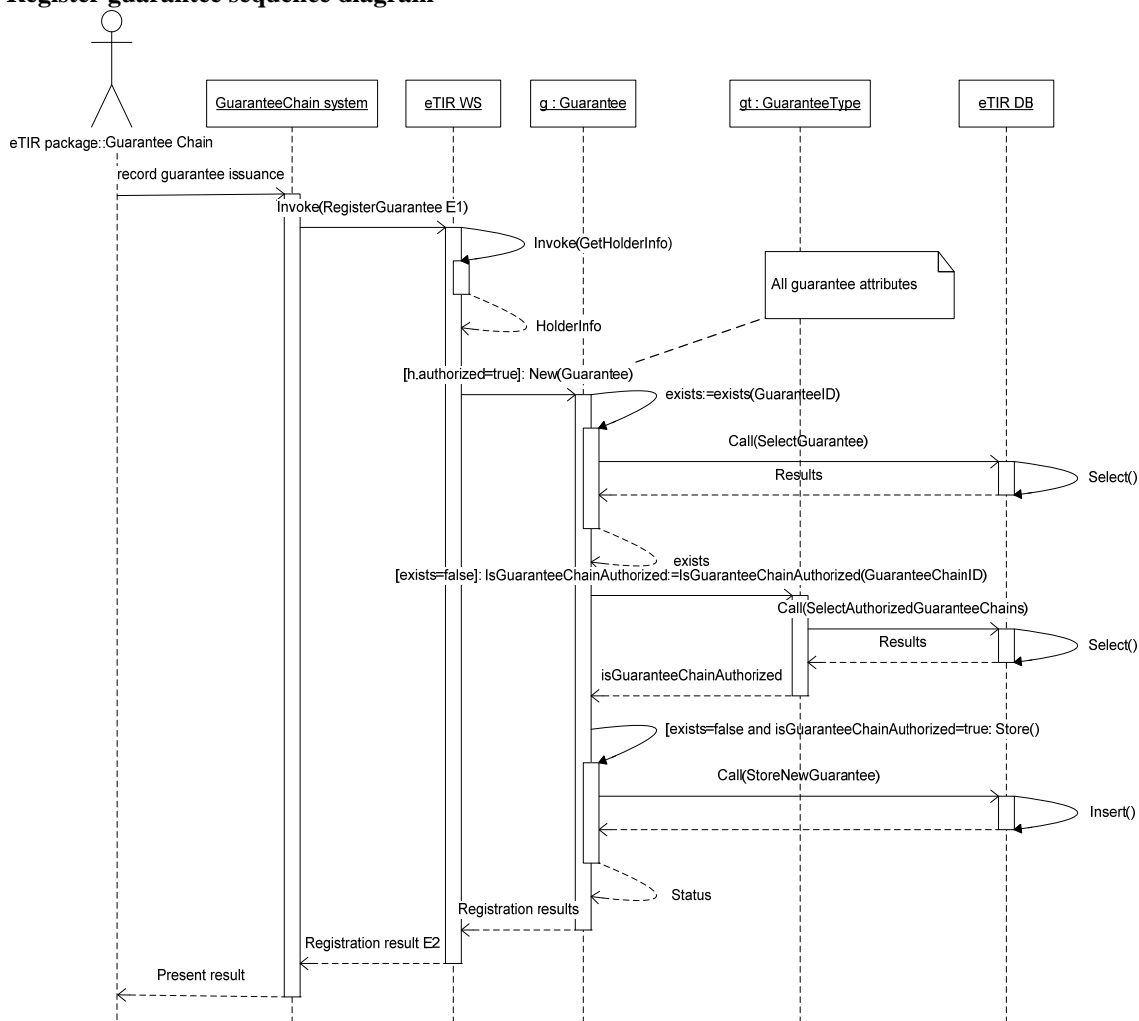 Register guarantee sequence diagram
GuaranteeChain system
eTIR WS
g : Guarantee
gt : GuaranteeType
eTIR DB
eTIR package::Guarantee Chain
record guarantee issuance
Invoke(RegisterGuarantee E1)
Invoke(GetHolderInfo)
All guarantee attributes
HolderInfo
[h.authorized=true]: New(Guarantee)
exists:=exists(GuaranteeID)
Call(SelectGuarantee)
Results
Select()
exists
[exists=false]: IsGuaranteeChainAuthorized:=IsGuaranteeChainAuthorized(GuaranteeChainID)
Call(SelectAuthorizedGuaranteeChains)
Results
Select()
isGuaranteeChainAuthorized
[exists=false and isGuaranteeChainAuthorized=true: Store()
Call(StoreNewGuarantee)
Insert()
Status
Registration results
Registration result E2
Present result